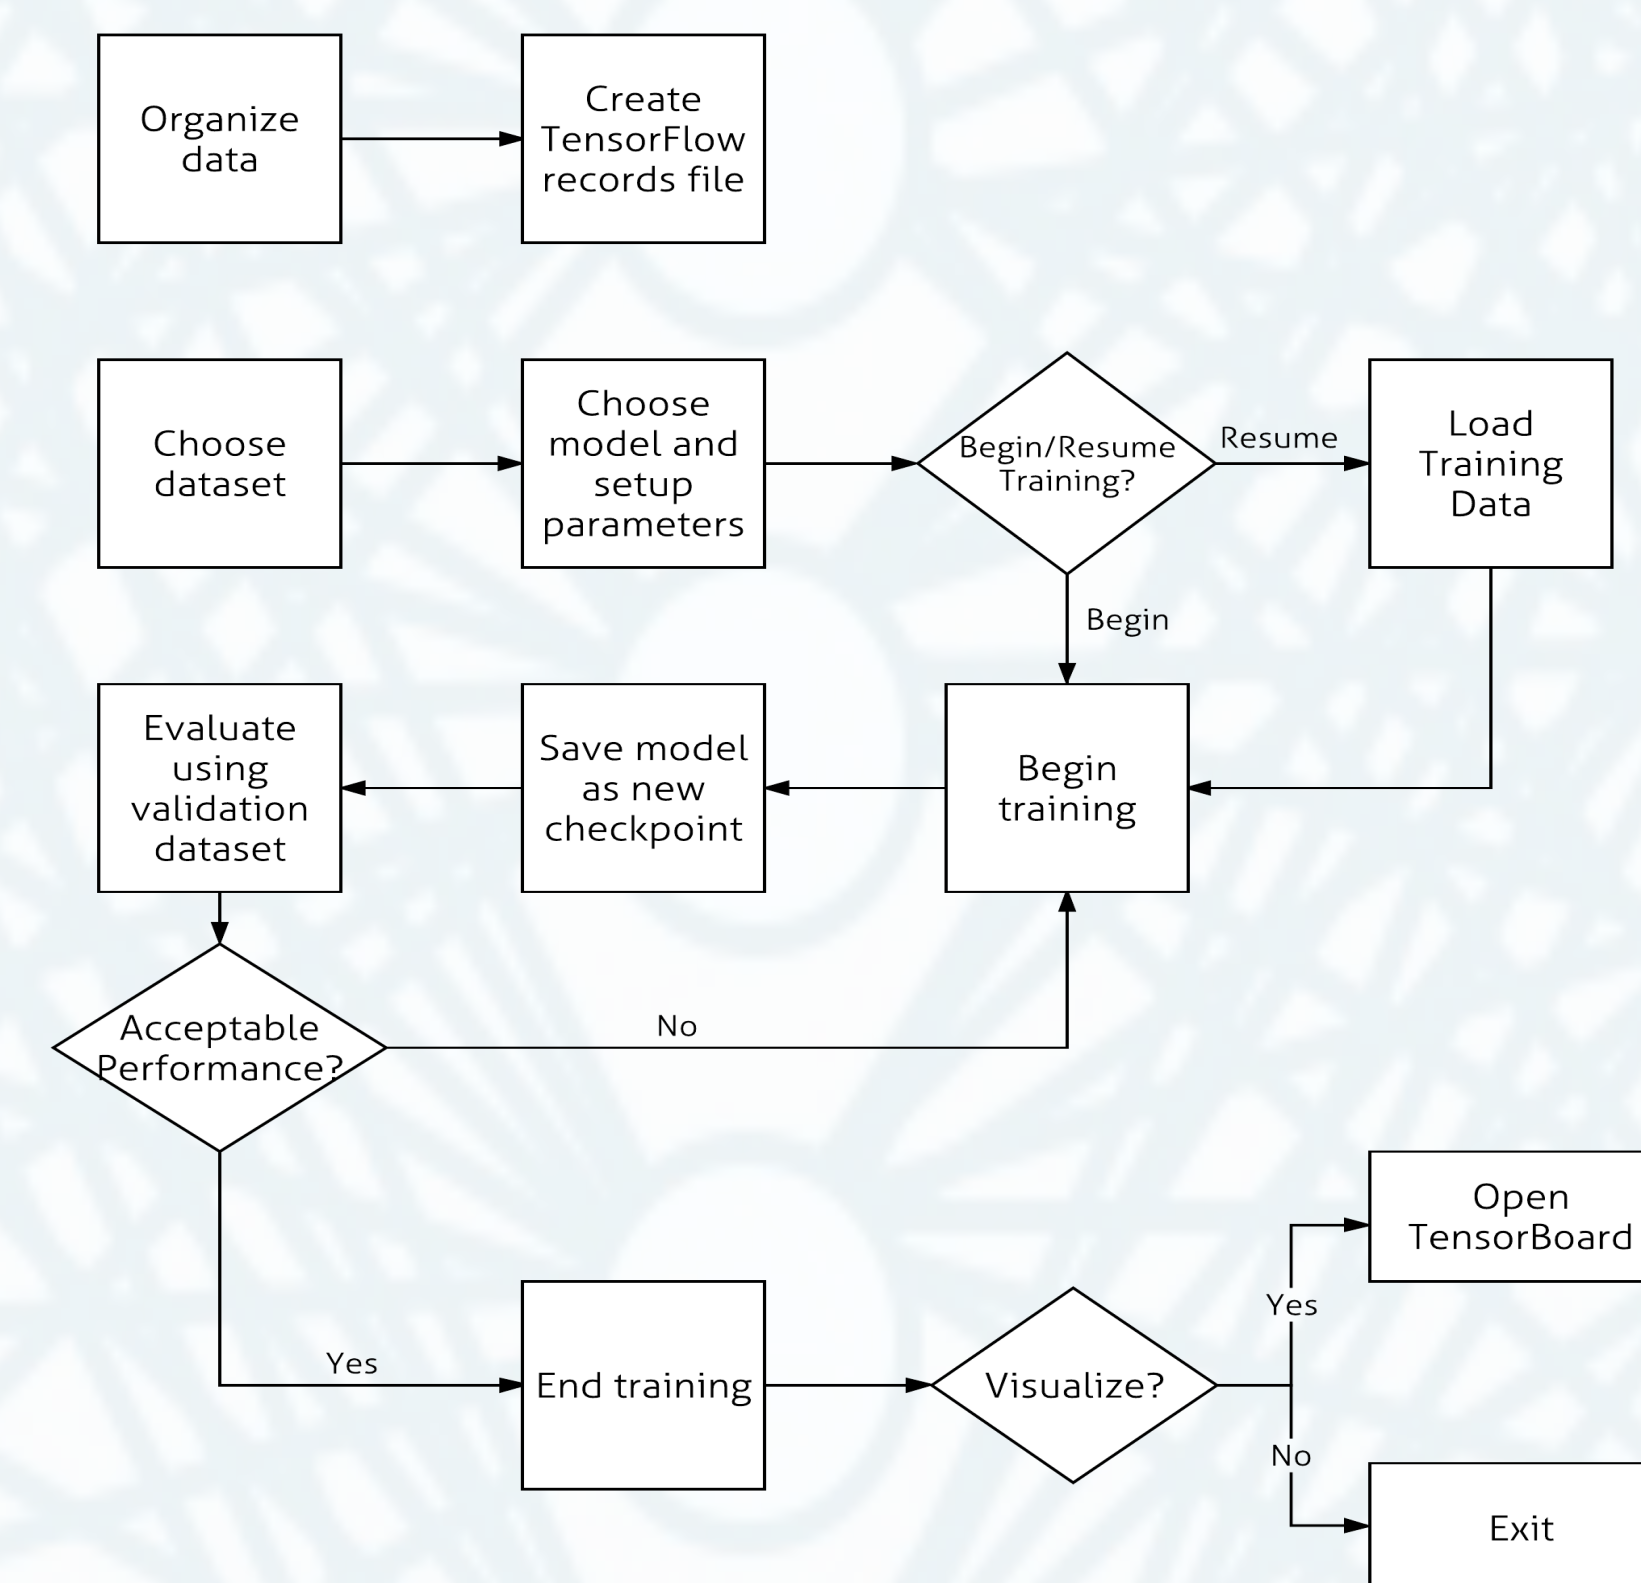 Organize
data
Create
TensorFlow
records file
Choose
dataset
Choose
model and
setup
parameters
Begin/Resume
Training?
Resume
Load
Training
Data
Begin
Evaluate
using
validation
dataset
Save model
as new
checkpoint
Begin
training
Acceptable
Performance?
No
Yes
End training
Visualize?
Yes
Open
TensorBoard
No
Exit